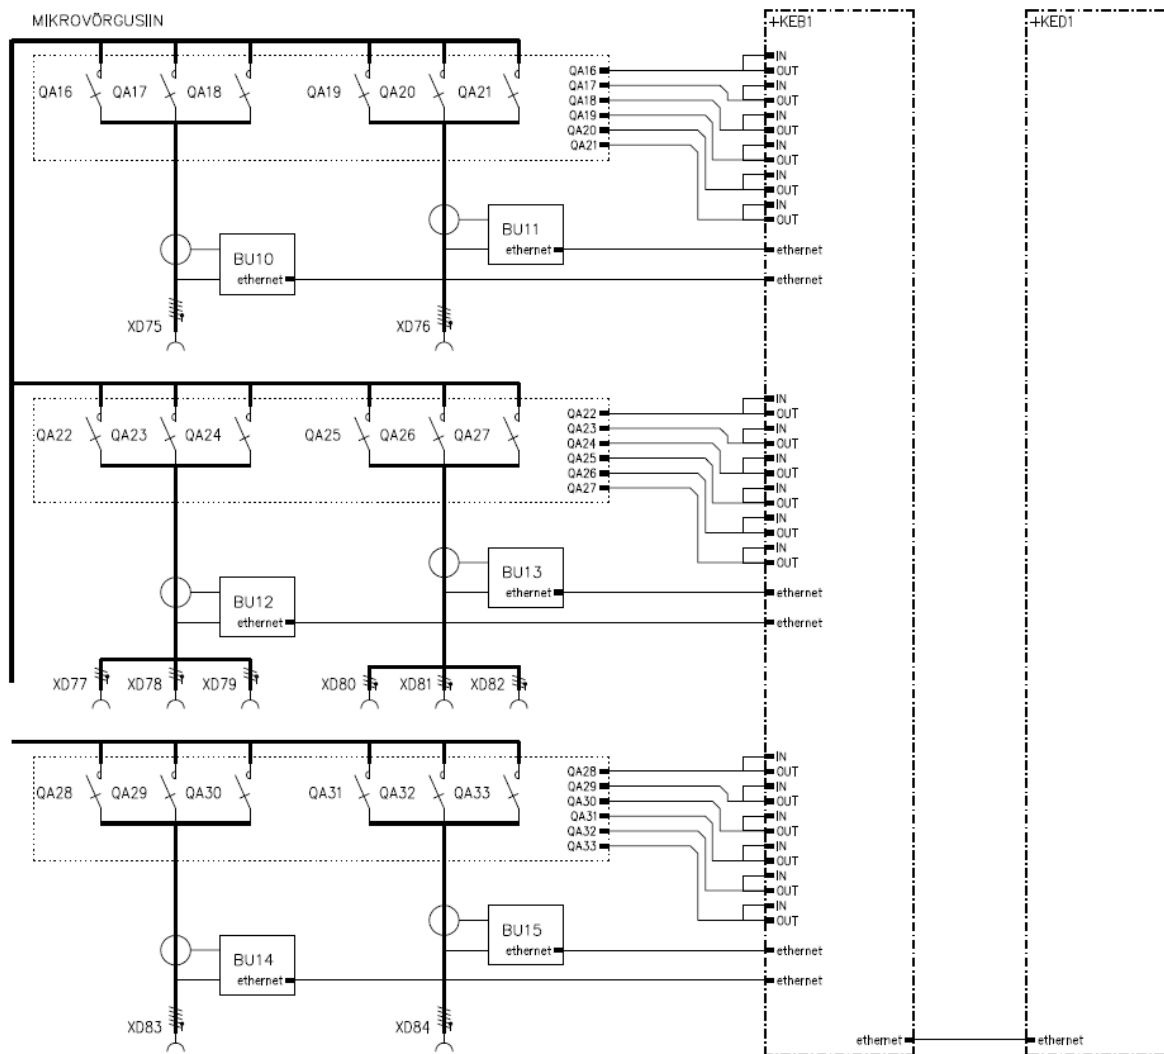 MIKROVÕRGUSIIN
+KEB1
+KED1
QA16
QA17
QA18
QA19
QA20
QA21
QA16
QA17
QA18
QA19
QA20
QA21
IN
OUT
IN
OUT
IN
OUT
IN
OUT
IN
OUT
IN
OUT
BU11
ethernet
ethernet
BU10
ethernet
ethernet
XD75
XD76
QA22
QA23
QA24
QA25
QA26
QA27
QA22
QA23
QA24
QA25
QA26
QA27
IN
OUT
IN
OUT
IN
OUT
IN
OUT
IN
OUT
IN
OUT
BU13
ethernet
ethernet
BU12
ethernet
ethernet
XD77
XD78
XD79
XD80
XD81
XD82
QA28
QA29
QA30
QA31
QA32
QA33
QA28
QA29
QA30
QA31
QA32
QA33
IN
OUT
IN
OUT
IN
OUT
IN
OUT
IN
OUT
IN
OUT
BU15
ethernet
ethernet
BU14
ethernet
ethernet
XD83
XD84
ethernet
ethernet